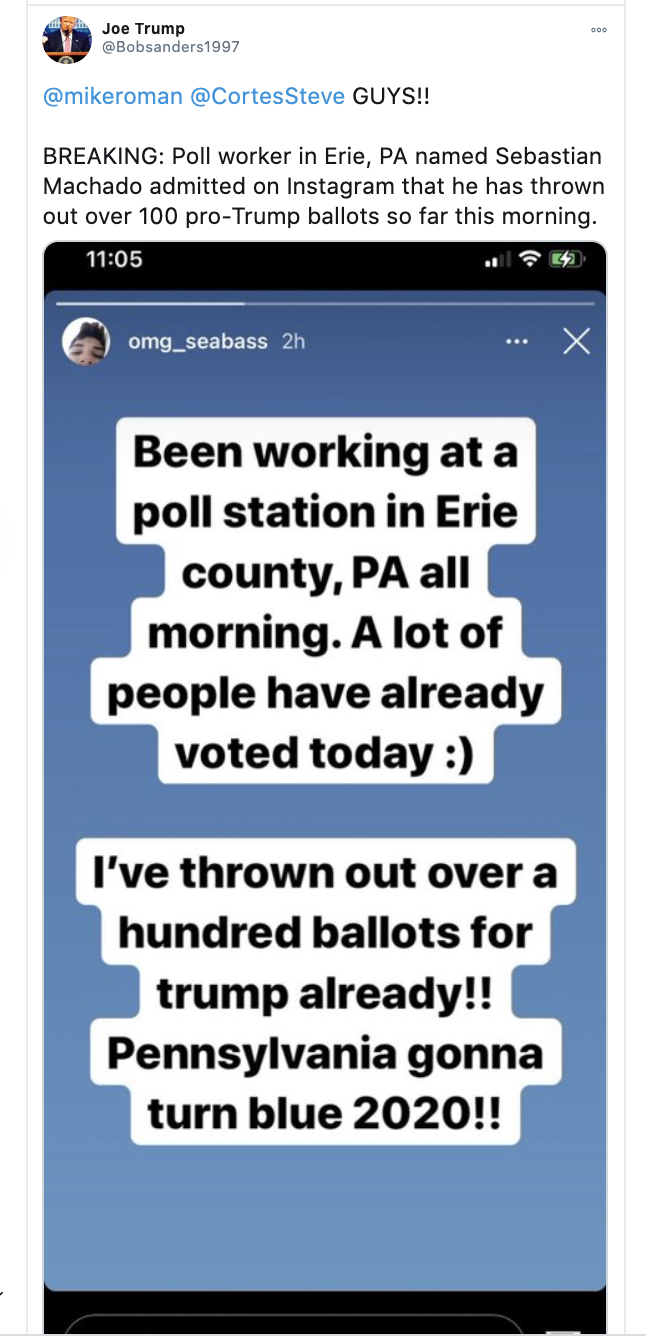 Joe Trump
@Bobsanders1997
@mikeroman @CortesSteve GUYS!!
BREAKING: Poll worker in Erie, PA named Sebastian
Machado admitted on Instagram that he has thrown
out over 100 pro-Trump ballots so far this morning.
11:05
omg_seabass 2h
Been working at a
poll station in Erie
county, PA all
morning. A lot of
people have already
voted today :)
I’ve thrown out over a
hundred ballots for
trump already!!
Pennsylvania gonna
turn blue 2020!!